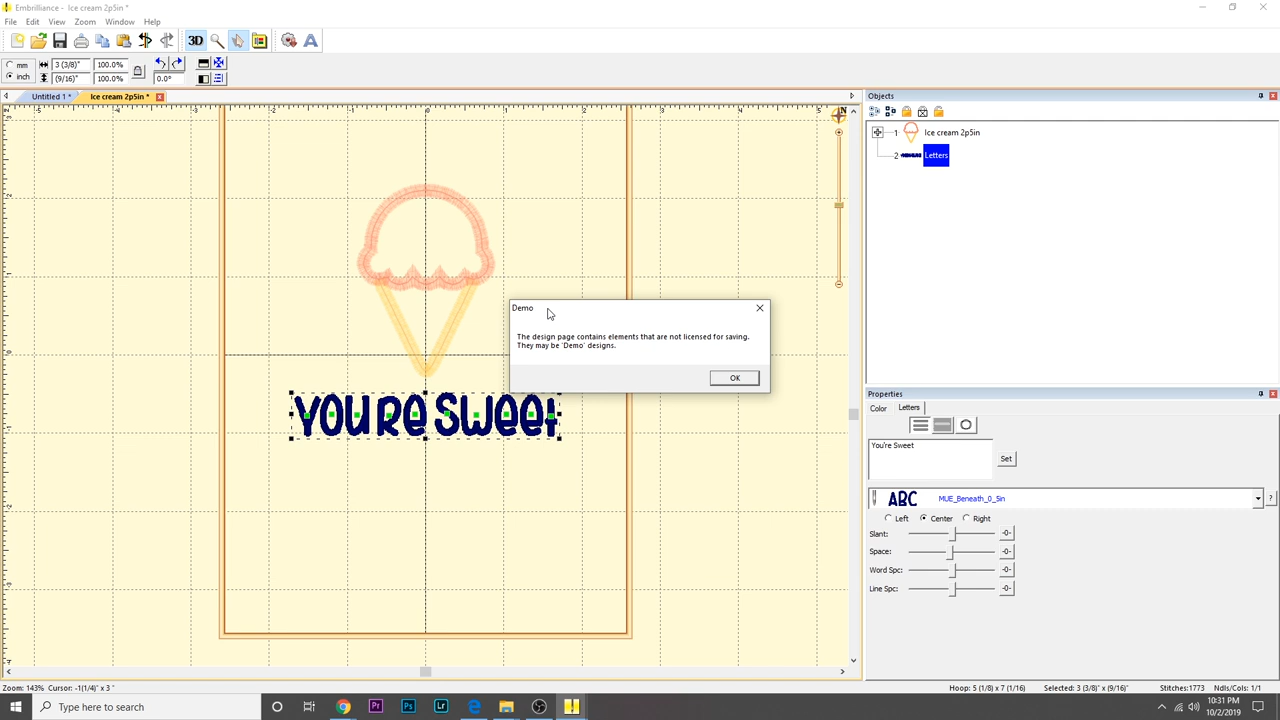 Embrilliance - Ice cream 2p5in *
File Edit View Zoom Window Help
3D A
mm 3 (3/8)" 100.0%
inch (9/16)" 100.0% 0.0°
Untitled 1 * Ice cream 2p5in *
N
You're Sweet
Demo
The design page contains elements that are not licensed for saving.
They may be 'Demo' designs.
OK
Objects
1 Ice cream 2p5in
2 Letters
Properties
Color Letters
You're Sweet
Set
ABC MUE_Beneath_0_5in ?
Left Center Right
Slant: -0-
Space: -0-
Word Spc: -0-
Line Spc: -0-
Zoom: 143% Cursor: -1(1/4)" x 3 " Hoop: 5 (1/8) x 7 (1/16) Selected: 3 (3/8)" x (9/16)" Stitches:1773 Ndls/Cols: 1/1
Type here to search
Pr Ps Lr
10:31 PM
10/2/2019